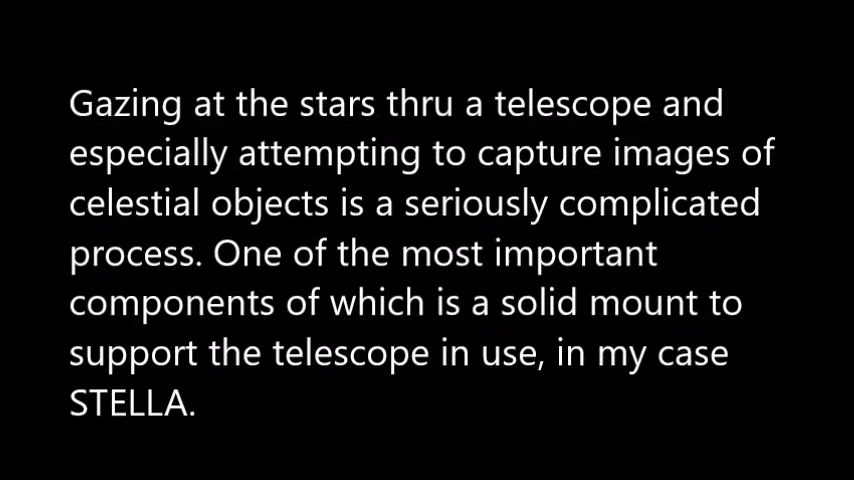 Gazing at the stars thru a telescope and
especially attempting to capture images of
celestial objects is a seriously complicated
process. One of the most important
components of which is a solid mount to
support the telescope in use, in my case
STELLA.